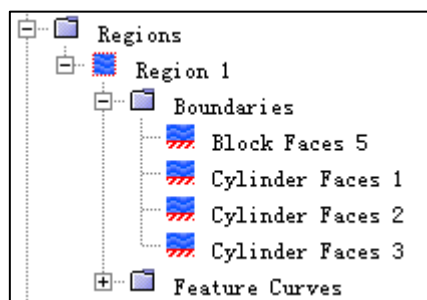 Regions
Region 1
Boundaries
Block Faces 5
Cylinder Faces 1
Cylinder Faces 2
Cylinder Faces 3
Feature Curves